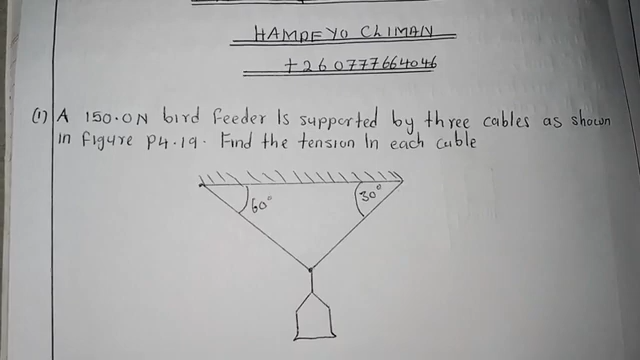 HAMPEYO CLIMAN
+260777664046
(1) A 150.0N bird feeder Is supported by three cables as shown
in figure P4.19. Find the tension In each cable
60° 30°